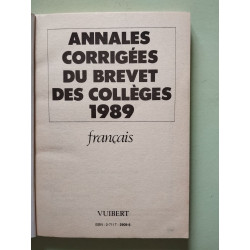 ANNALES
CORRIGÉES
DU BREVET
DES COLLÈGES
1989
français
VUIBERT